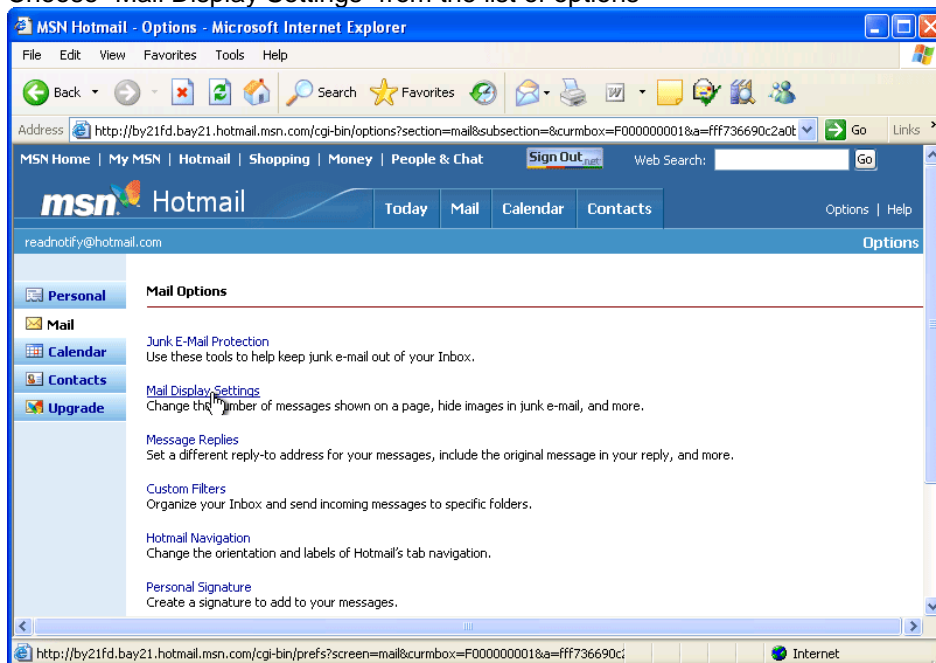 Choose "Mail Display Settings" from the list of options
MSN Hotmail - Options - Microsoft Internet Explorer
File Edit View Favorites Tools Help
Back Search Favorites
Address http://by21fd.bay21.hotmail.msn.com/cgi-bin/options?section=mail&subsection=&curmbox=F000000001&a=fff736690c2a0b Go Links
MSN Home | My MSN | Hotmail | Shopping | Money | People & Chat Sign Out .net Web Search: Go
msn Hotmail Today Mail Calendar Contacts Options | Help
readnotify@hotmail.com Options
Personal Mail Options
Mail
Junk E-Mail Protection
Calendar Use these tools to help keep junk e-mail out of your Inbox.
Contacts
Mail Display Settings
Upgrade Change the number of messages shown on a page, hide images in junk e-mail, and more.
Message Replies
Set a different reply-to address for your messages, include the original message in your reply, and more.
Custom Filters
Organize your Inbox and send incoming messages to specific folders.
Hotmail Navigation
Change the orientation and labels of Hotmail's tab navigation.
Personal Signature
Create a signature to add to your messages.
http://by21fd.bay21.hotmail.msn.com/cgi-bin/prefs?screen=mail&curmbox=F000000001&a=fff736690c Internet